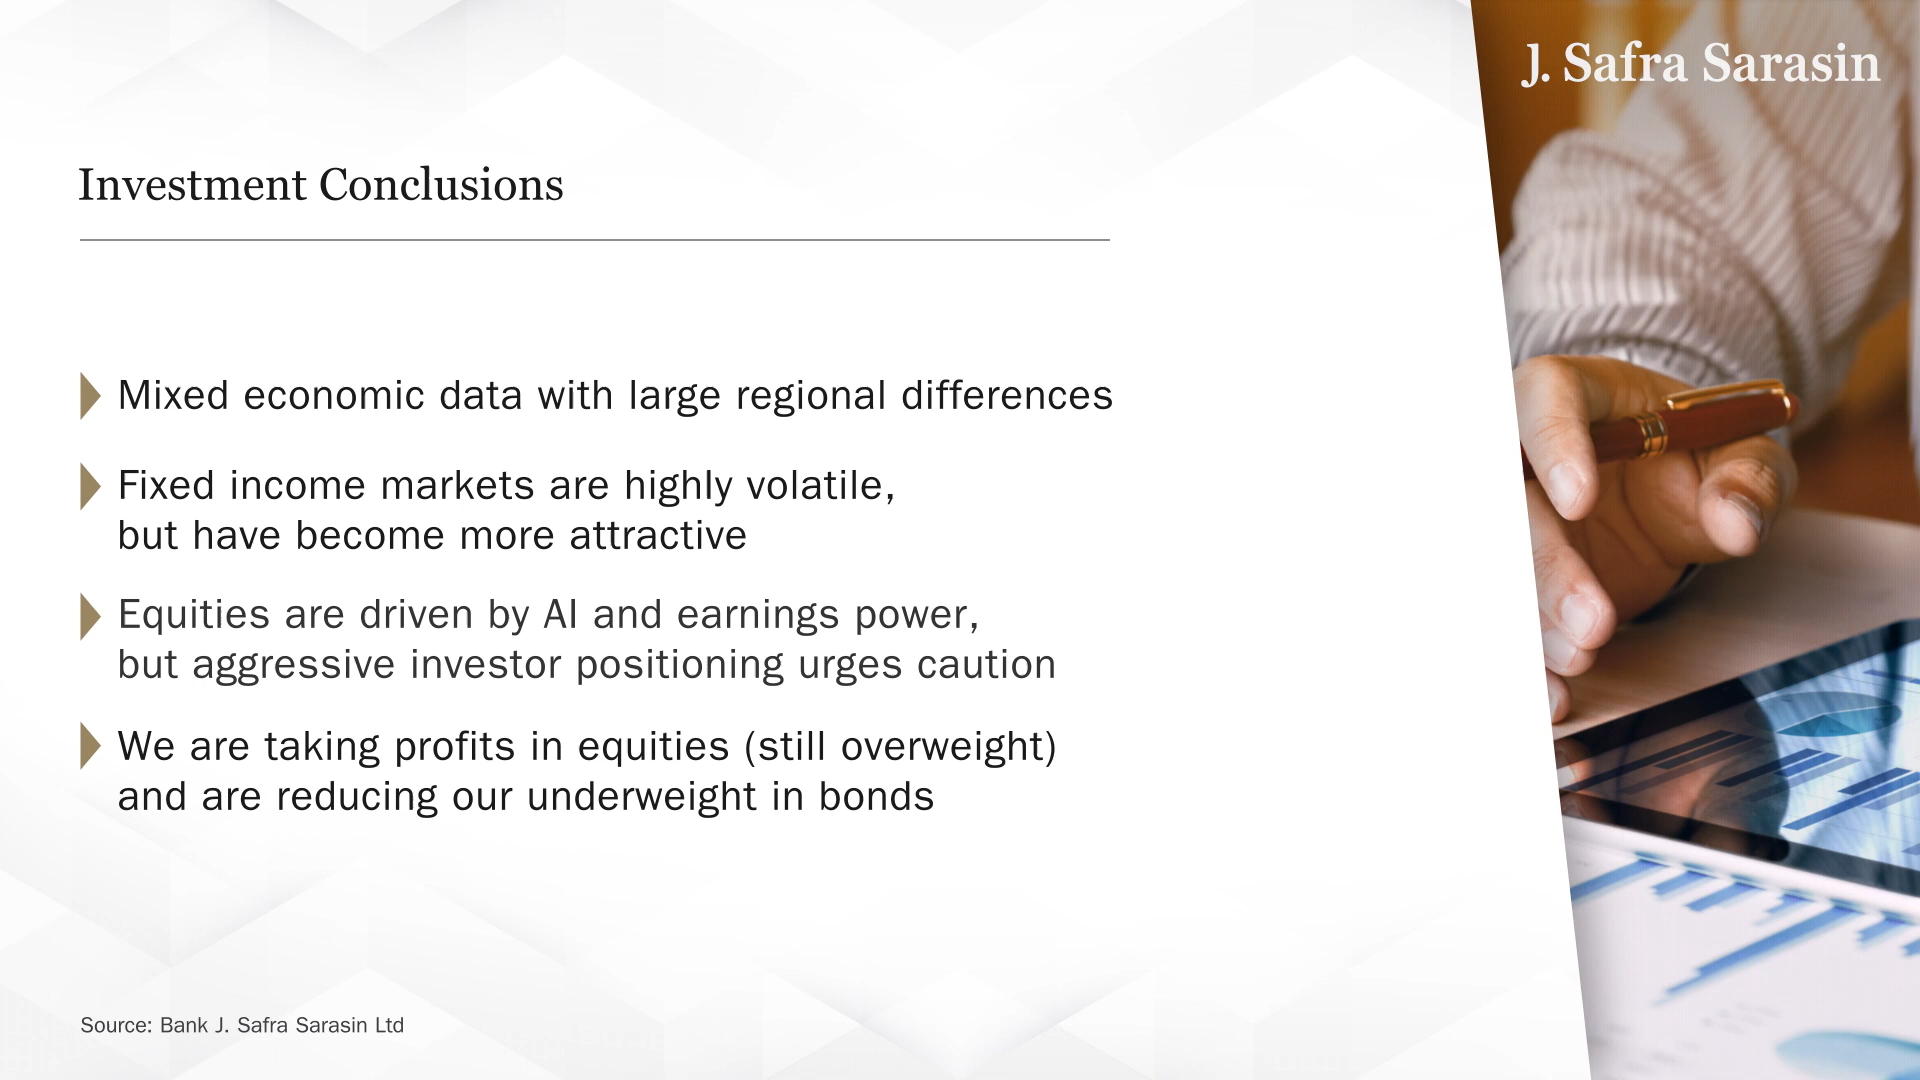 J. Safra Sarasin
Investment Conclusions
Mixed economic data with large regional differences
Fixed income markets are highly volatile,
but have become more attractive
Equities are driven by AI and earnings power,
but aggressive investor positioning urges caution
We are taking profits in equities (still overweight)
and are reducing our underweight in bonds
Source: Bank J. Safra Sarasin Ltd